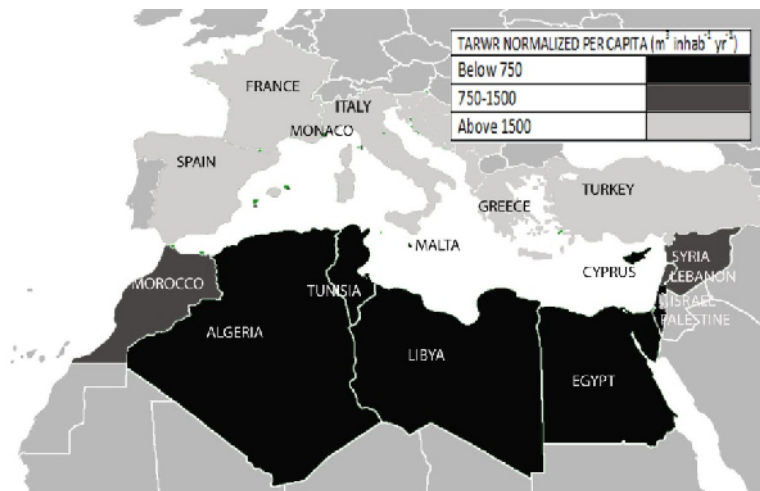 TARWR NORMALIZED PER CAPITA (m³ inhab⁻¹ yr⁻¹)
Below 750
750-1500
Above 1500
FRANCE
ITALY
MONACO
SPAIN
TURKEY
GREECE
MALTA
SYRIA
CYPRUS
LEBANON
MOROCCO
TUNISIA
ISRAEL
PALESTINE
ALGERIA
LIBYA
EGYPT